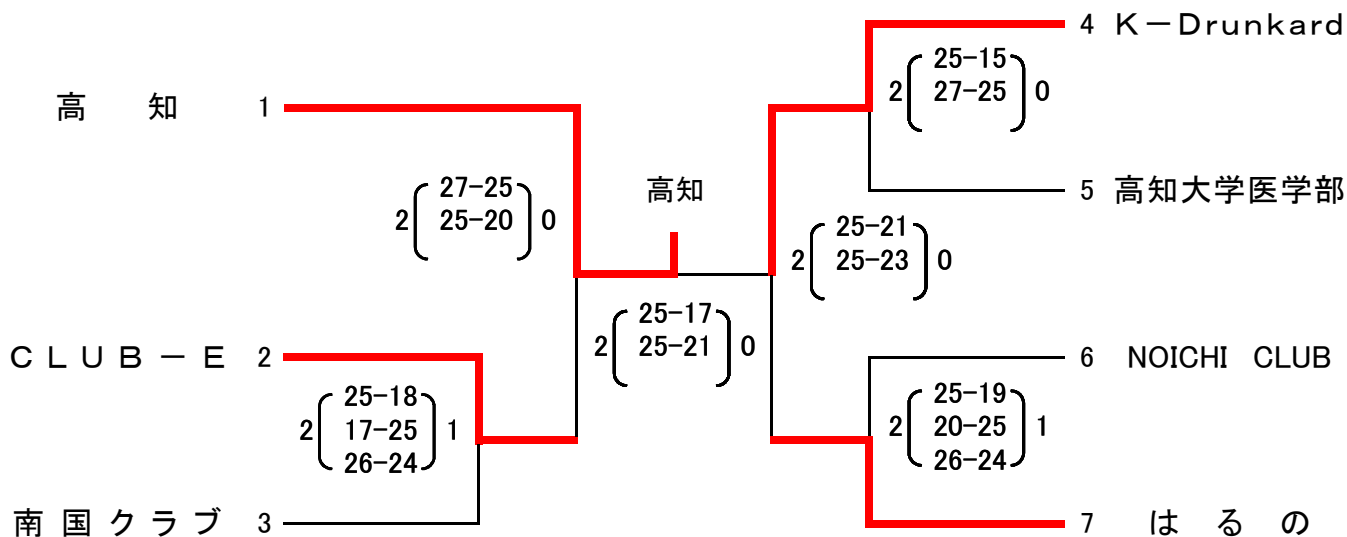 4 K－Drunkard
25-15
2 27-25 0
高 知 1
27-25
2 25-20 0
高知
5 高知大学医学部
25-21
2 25-23 0
25-17
2 25-21 0
CLUB－E 2
6 NOICHI CLUB
25-18
2 17-25 1
26-24
25-19
2 20-25 1
26-24
南国クラブ 3
7 はるの